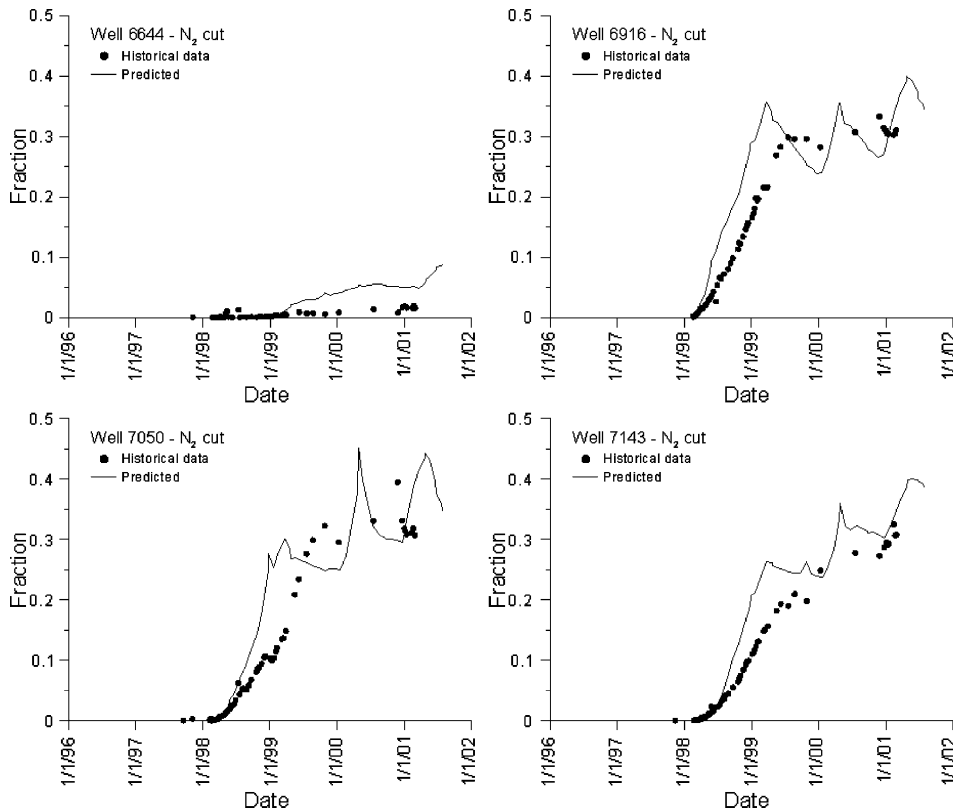 Well 6644 - N₂ cut
Historical data
Predicted
Fraction
0.5
0.4
0.3
0.2
0.1
0
1/1/96
1/1/97
1/1/98
1/1/99
1/1/00
1/1/01
1/1/02
Date
Well 6916 - N₂ cut
Historical data
Predicted
Fraction
0.5
0.4
0.3
0.2
0.1
0
1/1/96
1/1/97
1/1/98
1/1/99
1/1/00
1/1/01
1/1/02
Date
Well 7050 - N₂ cut
Historical data
Predicted
Fraction
0.5
0.4
0.3
0.2
0.1
0
1/1/96
1/1/97
1/1/98
1/1/99
1/1/00
1/1/01
1/1/02
Date
Well 7143 - N₂ cut
Historical data
Predicted
Fraction
0.5
0.4
0.3
0.2
0.1
0
1/1/96
1/1/97
1/1/98
1/1/99
1/1/00
1/1/01
1/1/02
Date